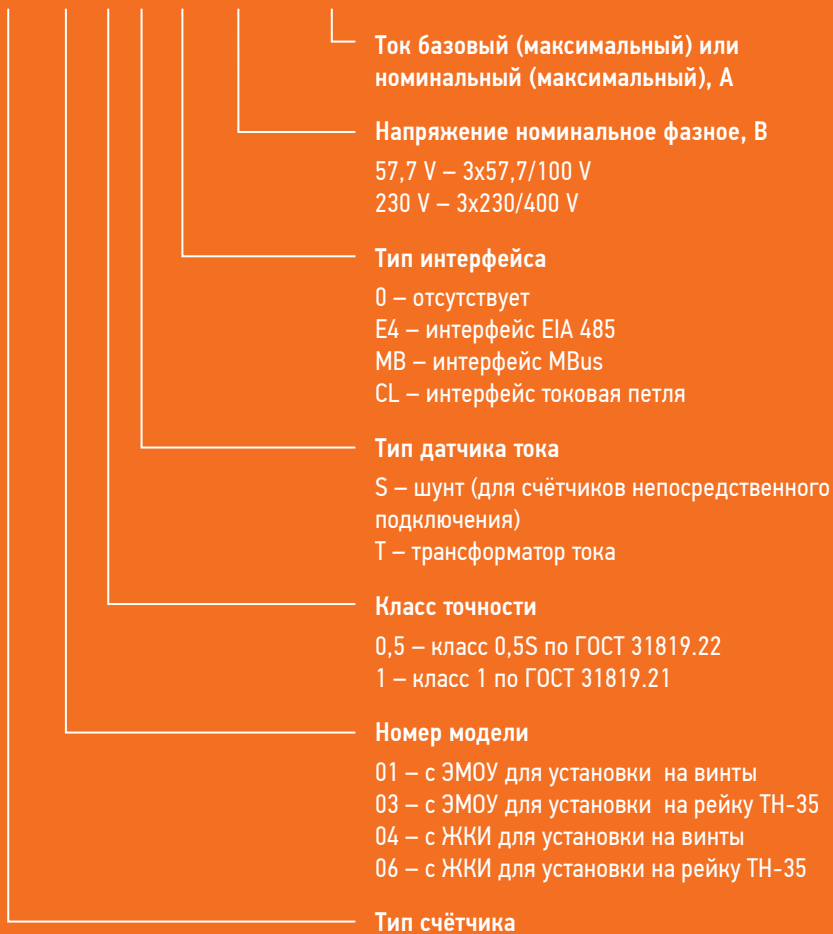 Ток базовый (максимальный) или
номинальный (максимальный), А
Напряжение номинальное фазное, В
57,7 V – 3x57,7/100 V
230 V – 3x230/400 V
Тип интерфейса
0 – отсутствует
E4 – интерфейс EIA 485
MB – интерфейс MBus
CL – интерфейс токовая петля
Тип датчика тока
S – шунт (для счётчиков непосредственного
подключения)
T – трансформатор тока
Класс точности
0,5 – класс 0,5S по ГОСТ 31819.22
1 – класс 1 по ГОСТ 31819.21
Номер модели
01 – с ЭМОУ для установки на винты
03 – с ЭМОУ для установки на рейку ТН-35
04 – с ЖКИ для установки на винты
06 – с ЖКИ для установки на рейку ТН-35
Тип счётчика